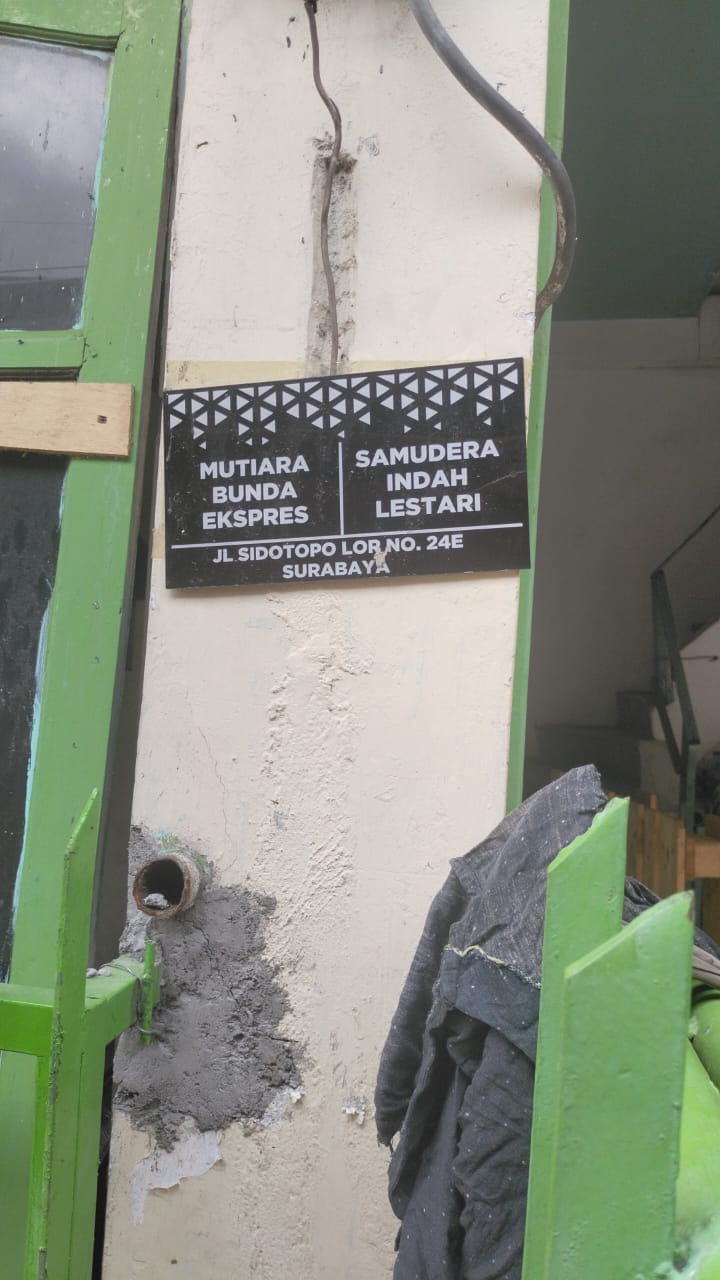 MUTIARA
BUNDA
EKSPRES
SAMUDERA
INDAH
LESTARI
JL. SIDOTOPO LOR NO. 24E
SURABAYA